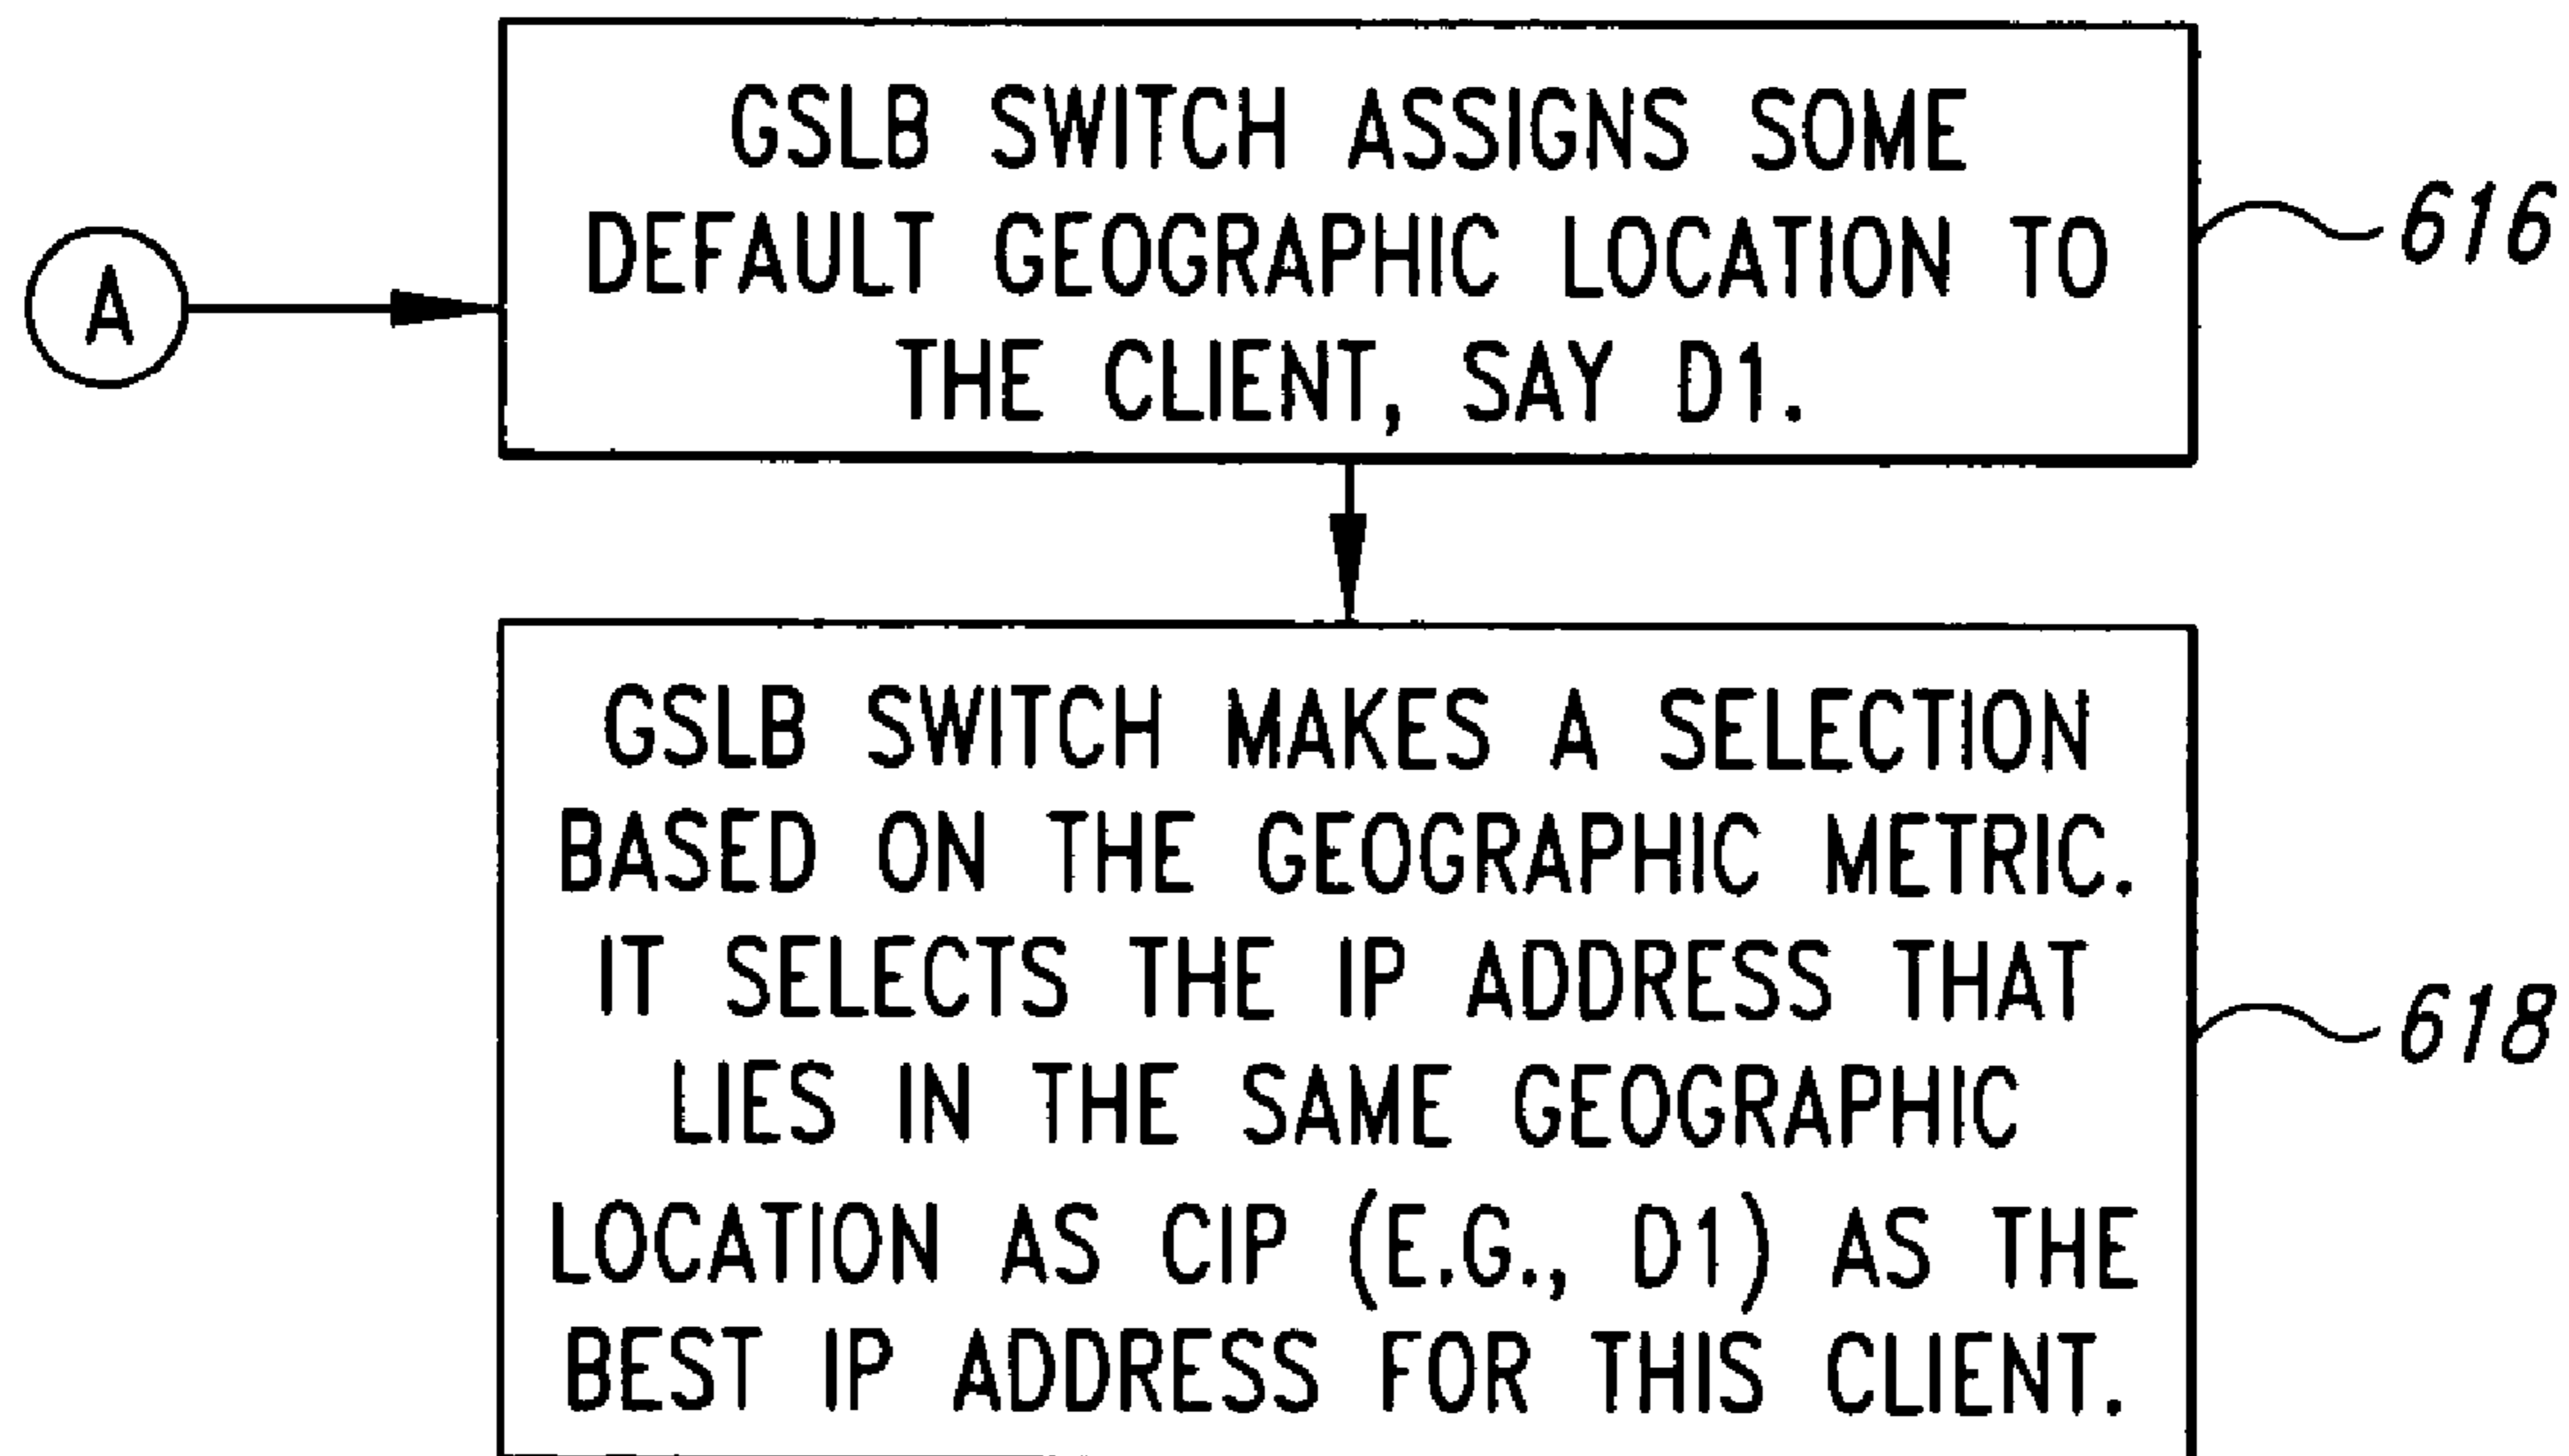 GSLB SWITCH ASSIGNS SOME
DEFAULT GEOGRAPHIC LOCATION TO
THE CLIENT, SAY D1.
616
A
GSLB SWITCH MAKES A SELECTION
BASED ON THE GEOGRAPHIC METRIC.
IT SELECTS THE IP ADDRESS THAT
LIES IN THE SAME GEOGRAPHIC
LOCATION AS CIP (E.G., D1) AS THE
BEST IP ADDRESS FOR THIS CLIENT.
618